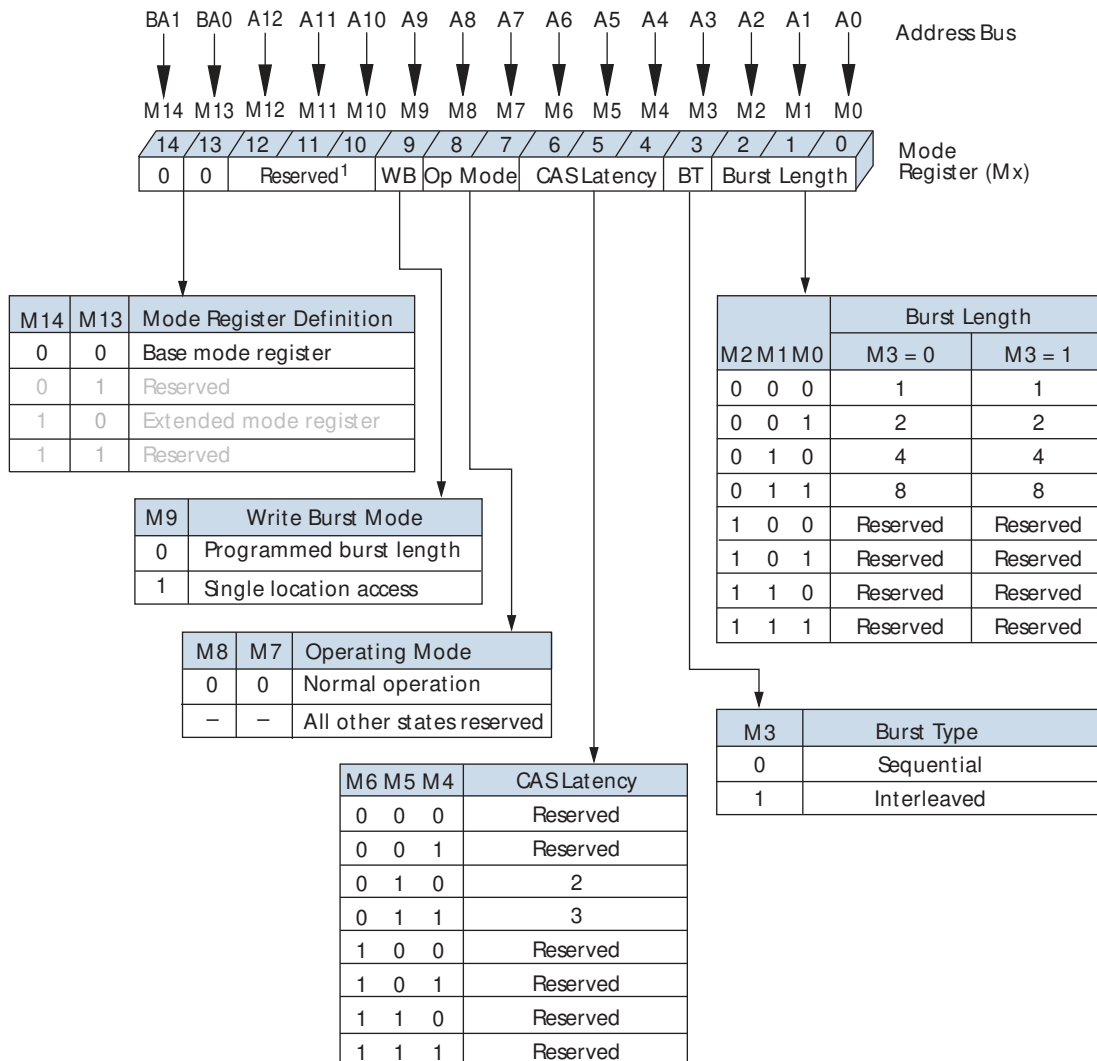 BA1 BA0 A12 A11 A10 A9 A8 A7 A6 A5 A4 A3 A2 A1 A0 Address Bus
M14 M13 M12 M11 M10 M9 M8 M7 M6 M5 M4 M3 M2 M1 M0
14 13 12 11 10 9 8 7 6 5 4 3 2 1 0 Mode
Register (Mx)
0 0 Reserved1 WB Op Mode CAS Latency BT Burst Length
M14 M13 Mode Register Definition
0 0 Base mode register
0 1 Reserved
1 0 Extended mode register
1 1 Reserved
Burst Length
M2 M1 M0 M3 = 0 M3 = 1
0 0 0 1 1
0 0 1 2 2
0 1 0 4 4
0 1 1 8 8
1 0 0 Reserved Reserved
1 0 1 Reserved Reserved
1 1 0 Reserved Reserved
1 1 1 Reserved Reserved
M9 Write Burst Mode
0 Programmed burst length
1 Single location access
M8 M7 Operating Mode
0 0 Normal operation
– – All other states reserved
M3 Burst Type
0 Sequential
1 Interleaved
M6 M5 M4 CAS Latency
0 0 0 Reserved
0 0 1 Reserved
0 1 0 2
0 1 1 3
1 0 0 Reserved
1 0 1 Reserved
1 1 0 Reserved
1 1 1 Reserved